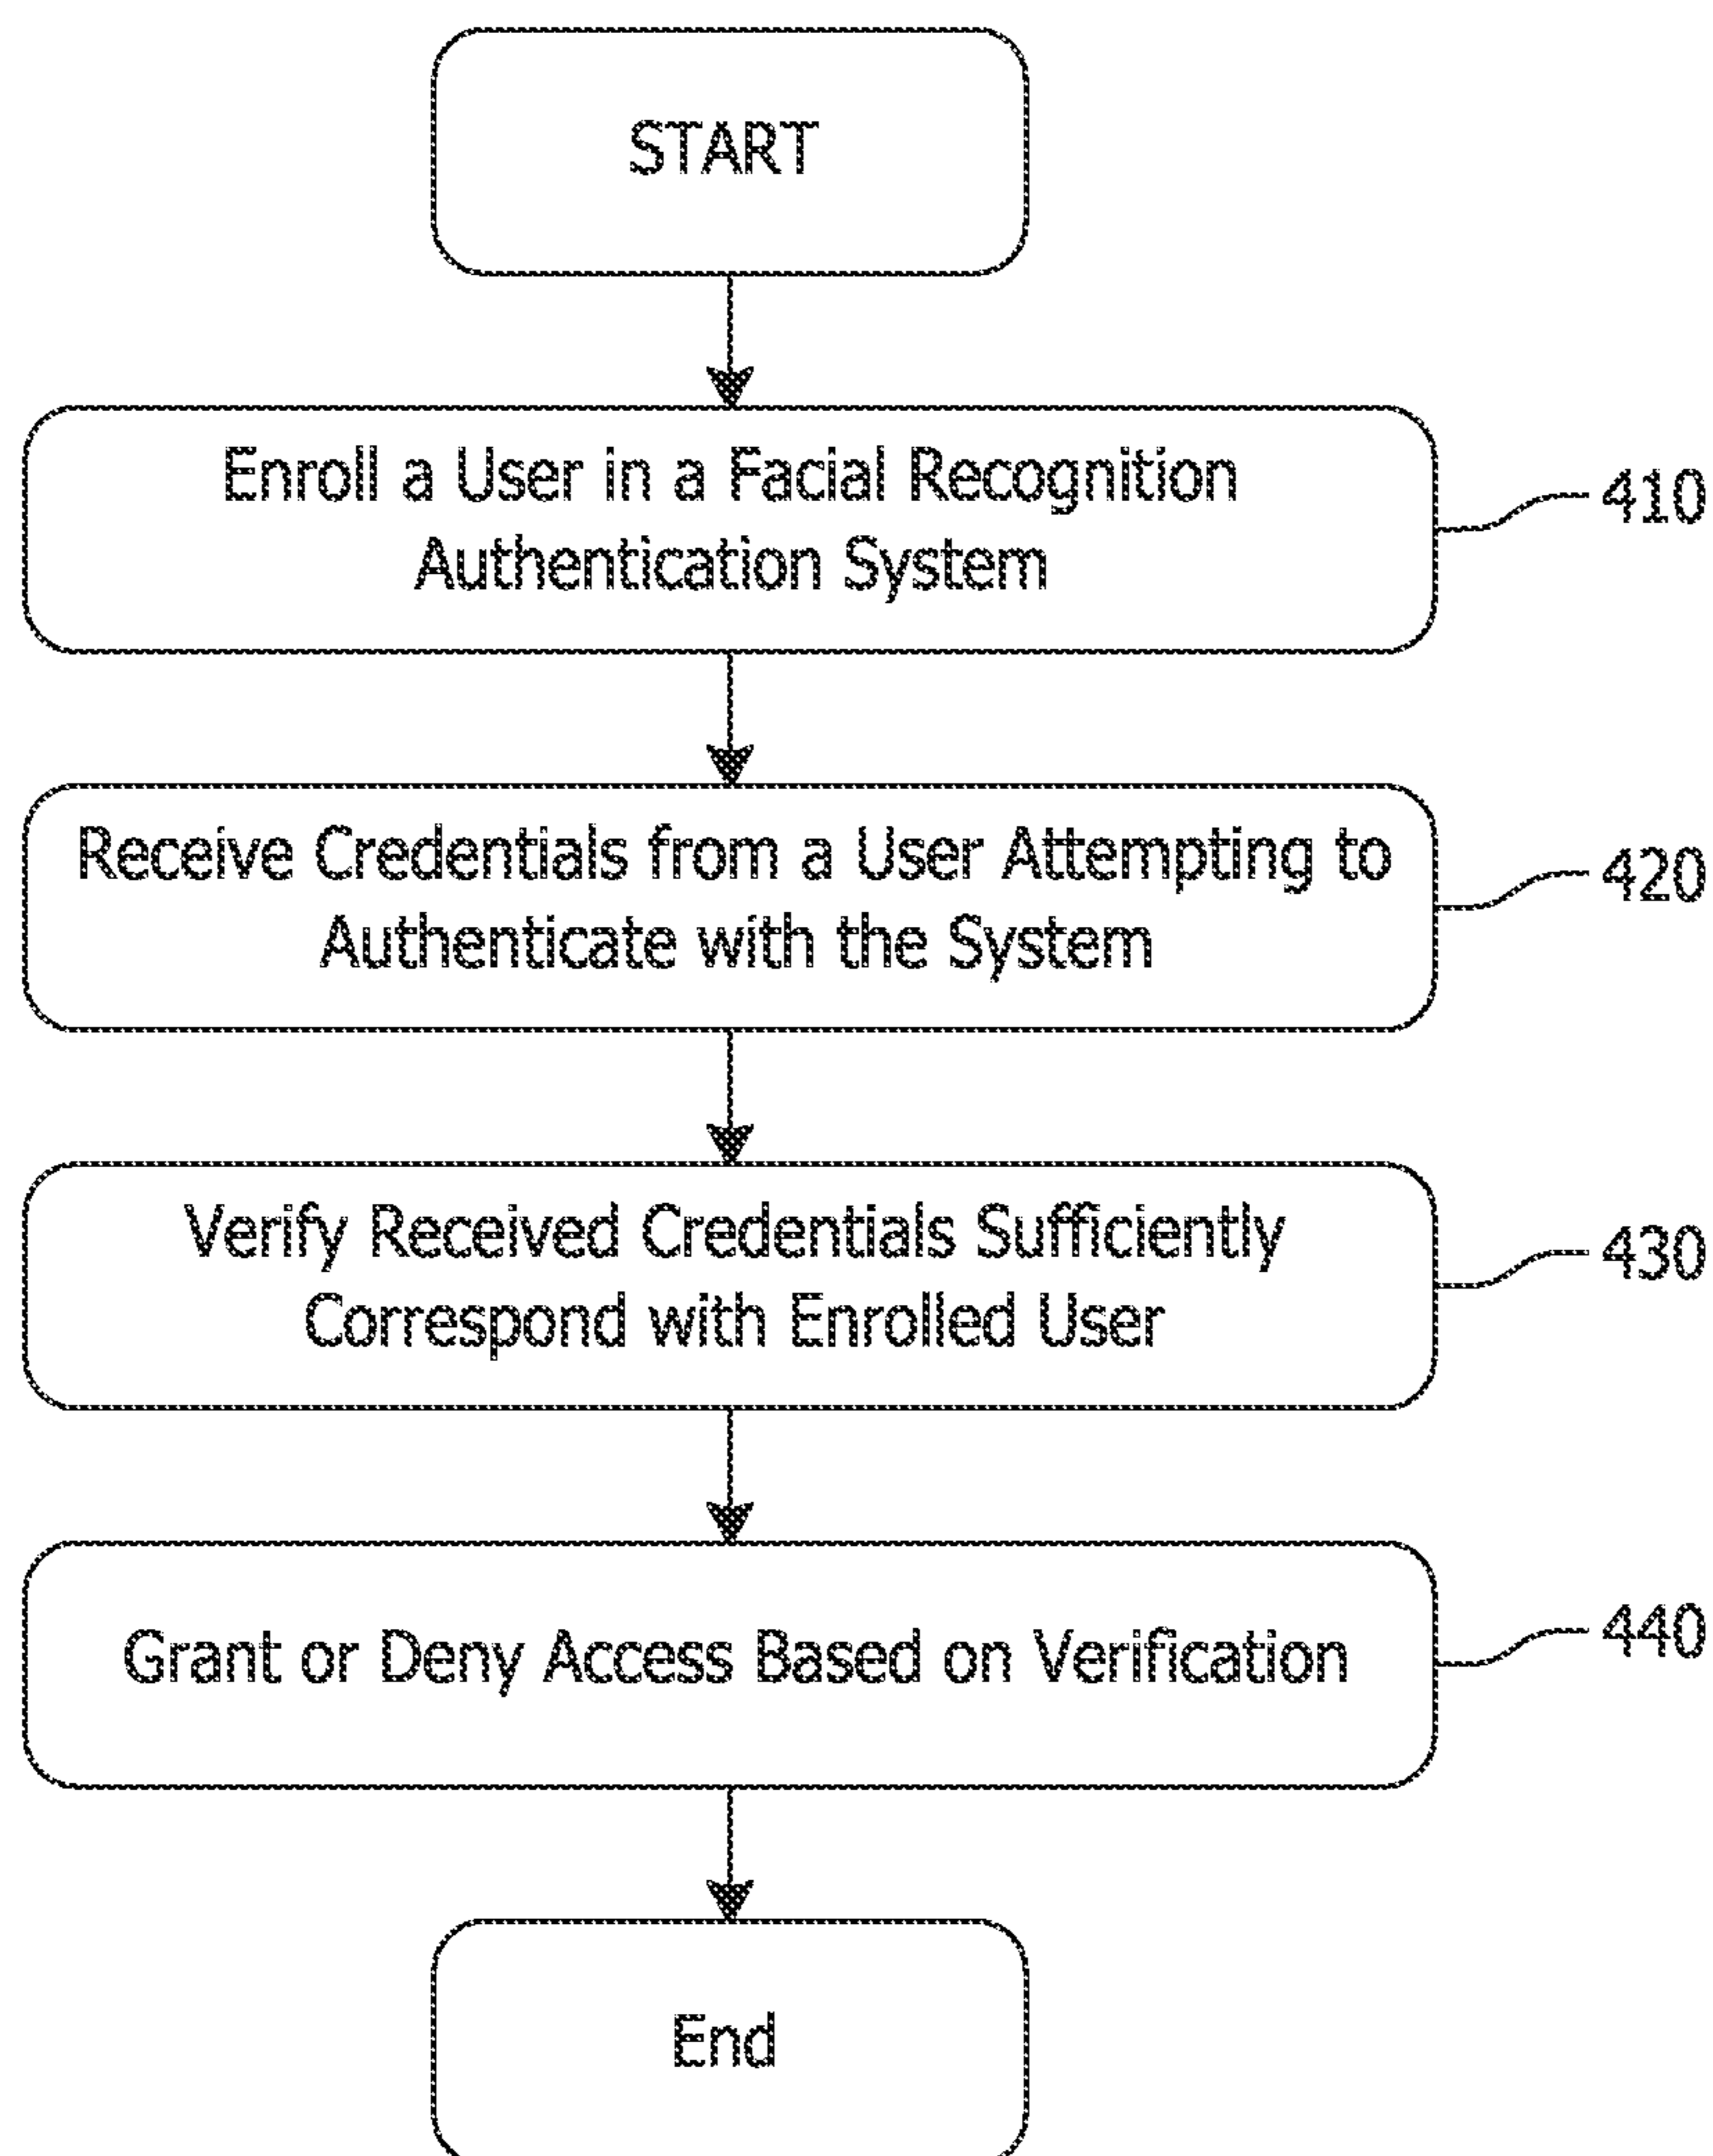 START
Enroll a User in a Facial Recognition
Authentication System
410
Receive Credentials from a User Attempting to
Authenticate with the System
420
Verify Received Credentials Sufficiently
Correspond with Enrolled User
430
Grant or Deny Access Based on Verification
440
End